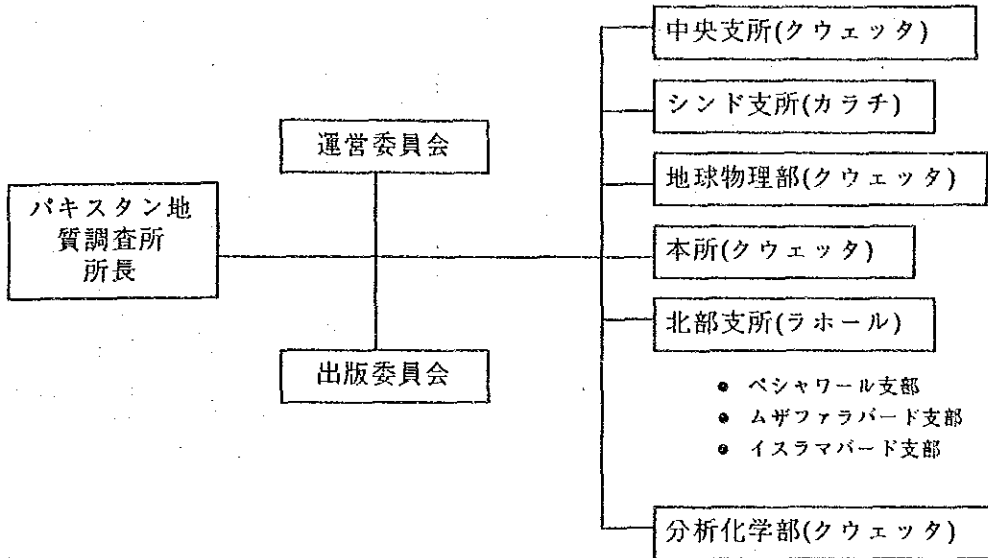 パキスタン地
質調査所
所長
運営委員会
出版委員会
中央支所(クウェッタ)
シンド支所(カラチ)
地球物理部(クウェッタ)
本所(クウェッタ)
北部支所(ラホール)
• ペシャワール支部
• ムザファラバード支部
• イスラマバード支部
分析化学部(クウェッタ)